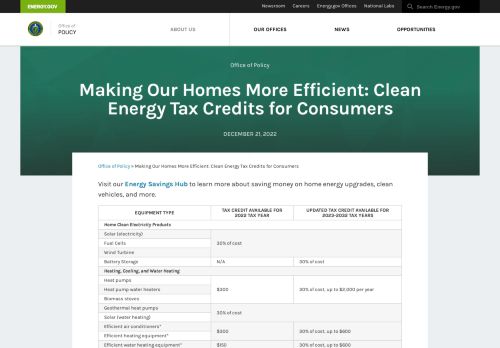 ENERGY.GOV
Newsroom Careers Energy.gov Offices National Labs Search Energy.gov
Office of
POLICY
ABOUT US OUR OFFICES NEWS OPPORTUNITIES
Office of Policy
Making Our Homes More Efficient: Clean
Energy Tax Credits for Consumers
DECEMBER 21, 2022
Office of Policy > Making Our Homes More Efficient: Clean Energy Tax Credits for Consumers
Visit our Energy Savings Hub to learn more about saving money on home energy upgrades, clean
vehicles, and more.
EQUIPMENT TYPE TAX CREDIT AVAILABLE FOR 2022 TAX YEAR UPDATED TAX CREDIT AVAILABLE FOR 2023-2032 TAX YEARS
Home Clean Electricity Products
Solar (electricity)
Fuel Cells 30% of cost
Wind Turbine
Battery Storage N/A 30% of cost
Heating, Cooling, and Water Heating
Heat pumps
Heat pump water heaters $300 30% of cost, up to $2,000 per year
Biomass stoves
Geothermal heat pumps
30% of cost
Solar (water heating)
Efficient air conditioners* $300 30% of cost, up to $600
Efficient heating equipment*
Efficient water heating equipment* $150 30% of cost, up to $600